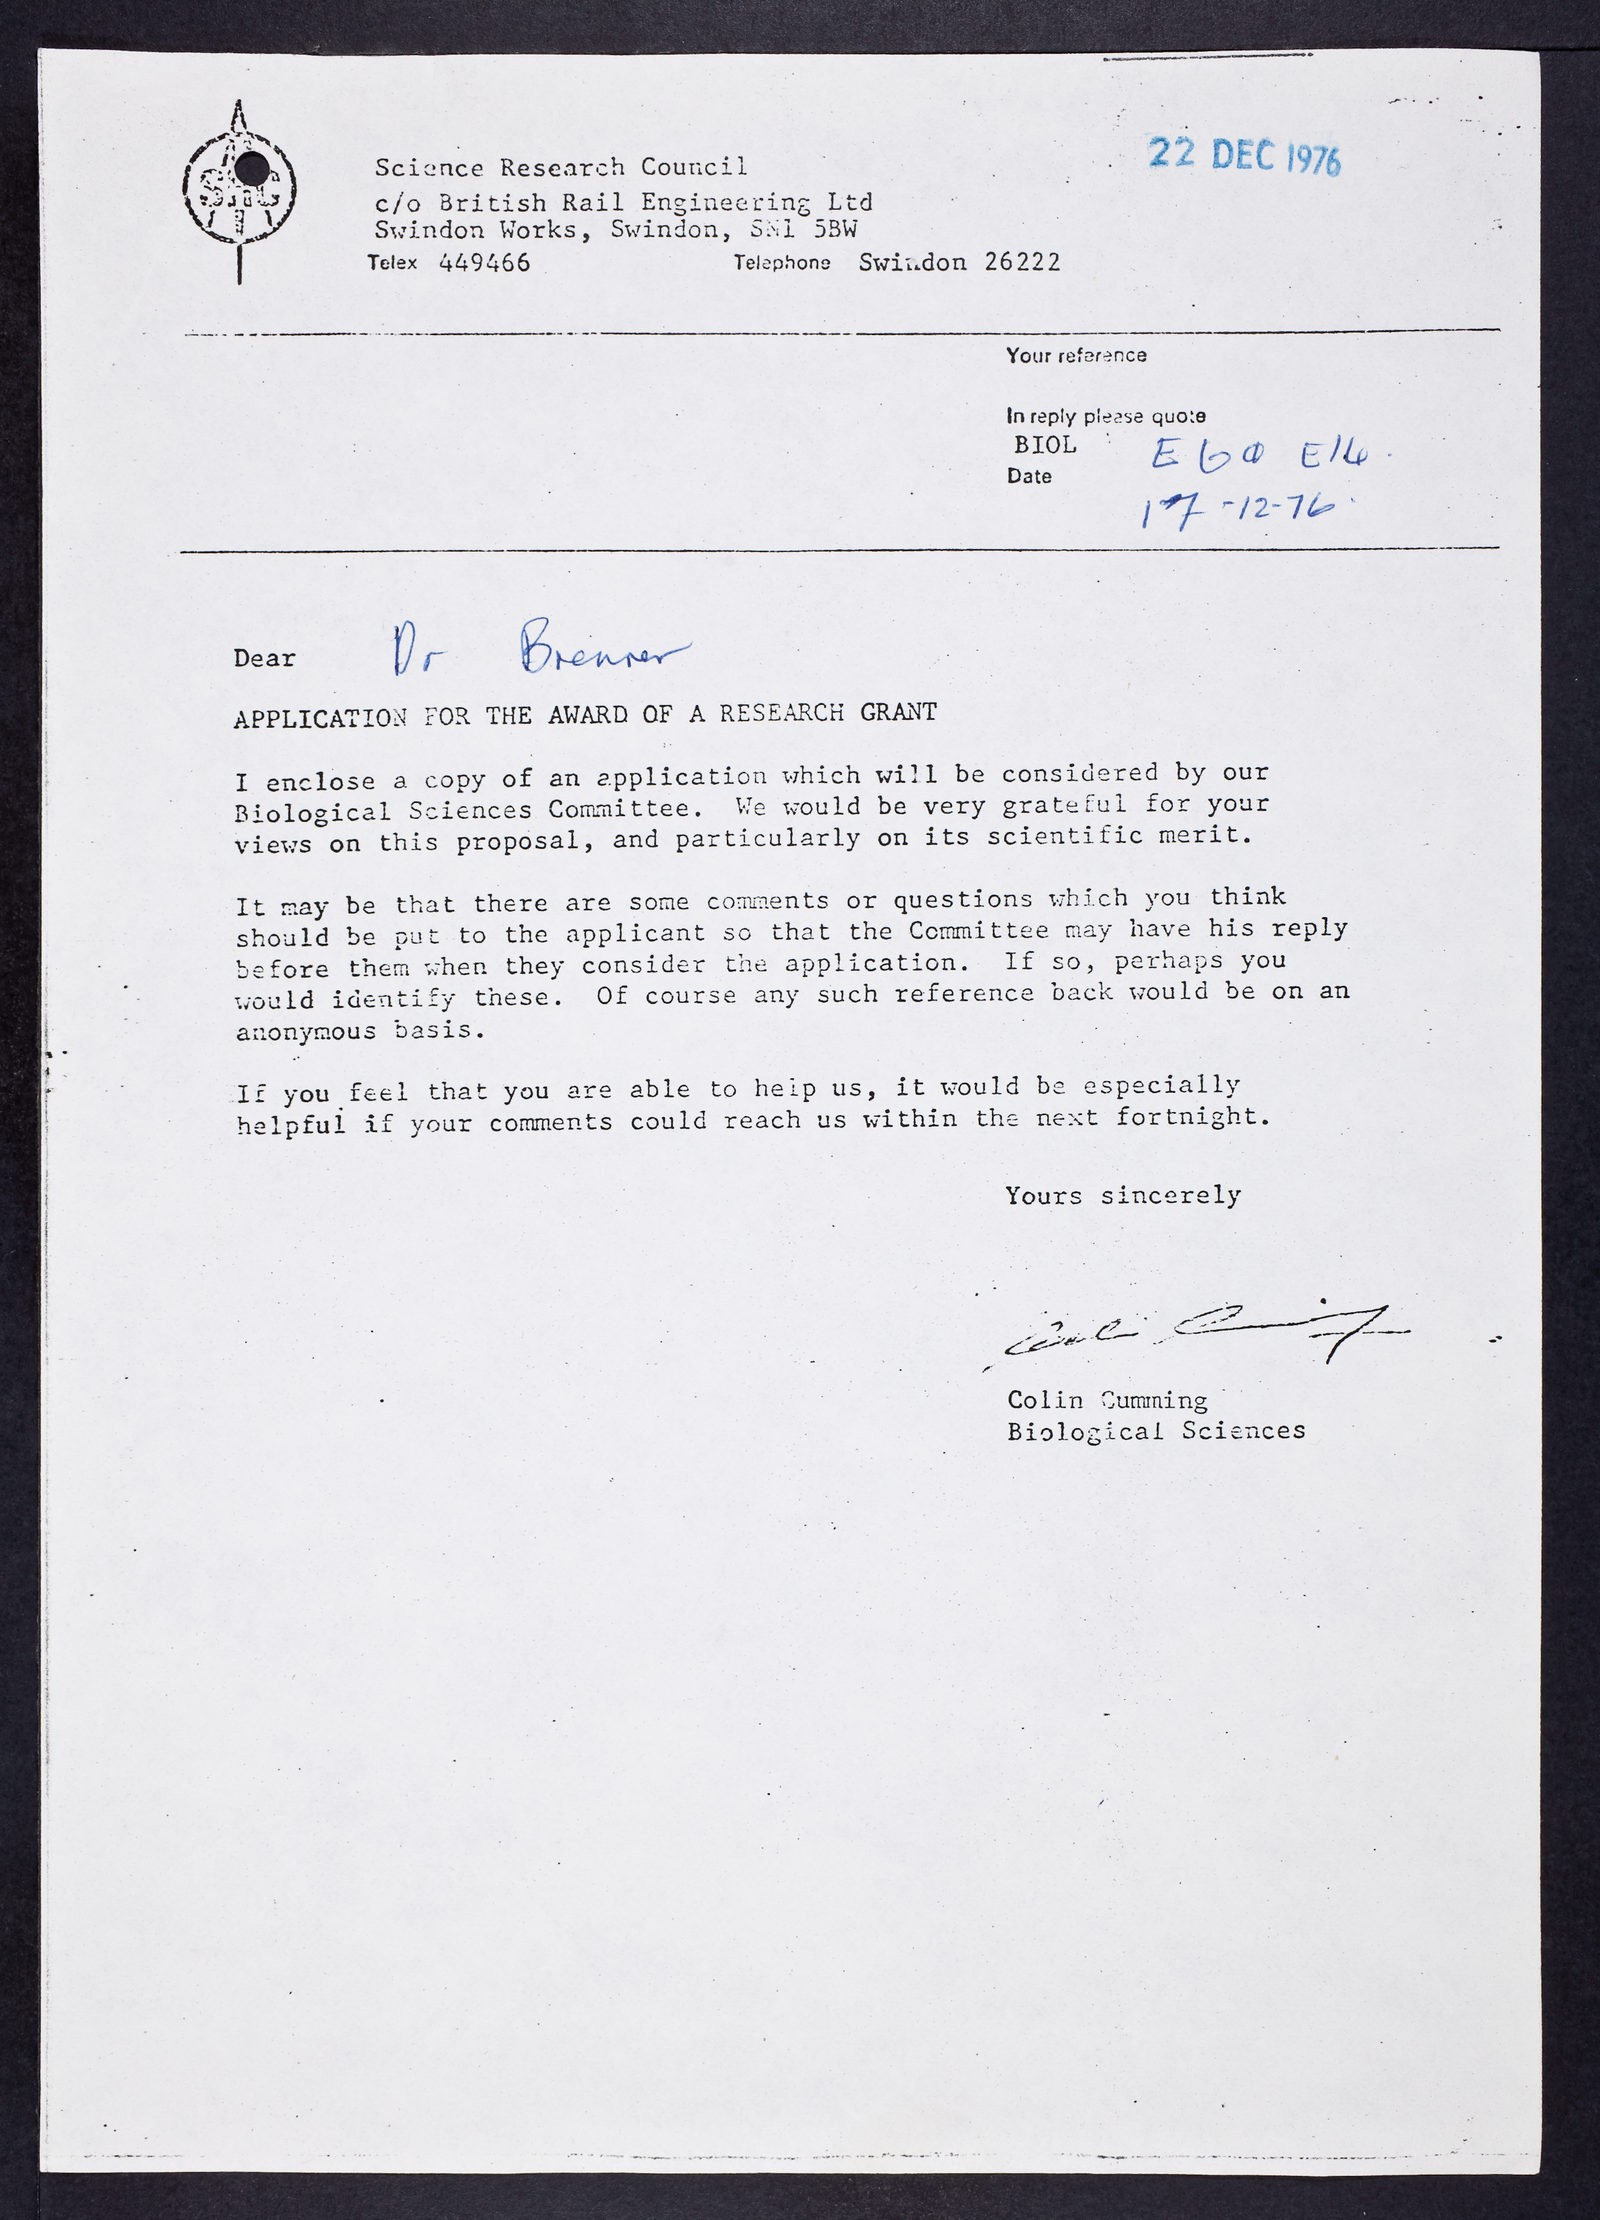 22 DEC 1976
SRC
Science Research Council
c/o British Rail Engineering Ltd
Swindon Works, Swindon, SN1 5BW
Telex 449466 Telephone Swindon 26222
Your reference
In reply please quote
BIOL
Date
17-12-76
Dear Dr Brenner
APPLICATION FOR THE AWARD OF A RESEARCH GRANT
I enclose a copy of an application which will be considered by our
Biological Sciences Committee. We would be very grateful for your
views on this proposal, and particularly on its scientific merit.
It may be that there are some comments or questions which you think
should be put to the applicant so that the Committee may have his reply
before them when they consider the application. If so, perhaps you
would identify these. Of course any such reference back would be on an
anonymous basis.
If you feel that you are able to help us, it would be especially
helpful if your comments could reach us within the next fortnight.
Yours sincerely
Colin Cumming
Colin Cumming
Biological Sciences